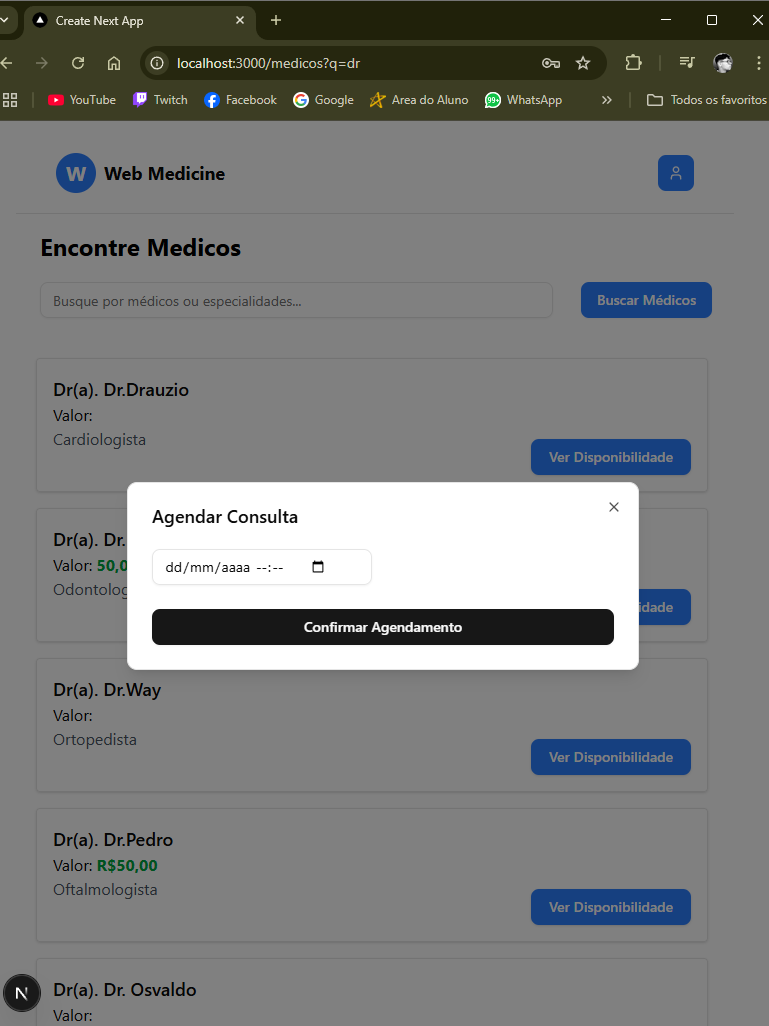 Create Next App
localhost:3000/medicos?q=dr
YouTube Twitch Facebook Google Area do Aluno 99+ WhatsApp Todos os favoritos
W Web Medicine
Encontre Medicos
Busque por médicos ou especialidades... Buscar Médicos
Dr(a). Dr.Drauzio
Valor:
Cardiologista
Ver Disponibilidade
Agendar Consulta
dd/mm/aaaa --:--
Confirmar Agendamento
Dr(a). Dr.
Valor: 50,0
Odontolog
idade
Dr(a). Dr.Way
Valor:
Ortopedista
Ver Disponibilidade
Dr(a). Dr.Pedro
Valor: R$50,00
Oftalmologista
Ver Disponibilidade
Dr(a). Dr. Osvaldo
Valor:
N